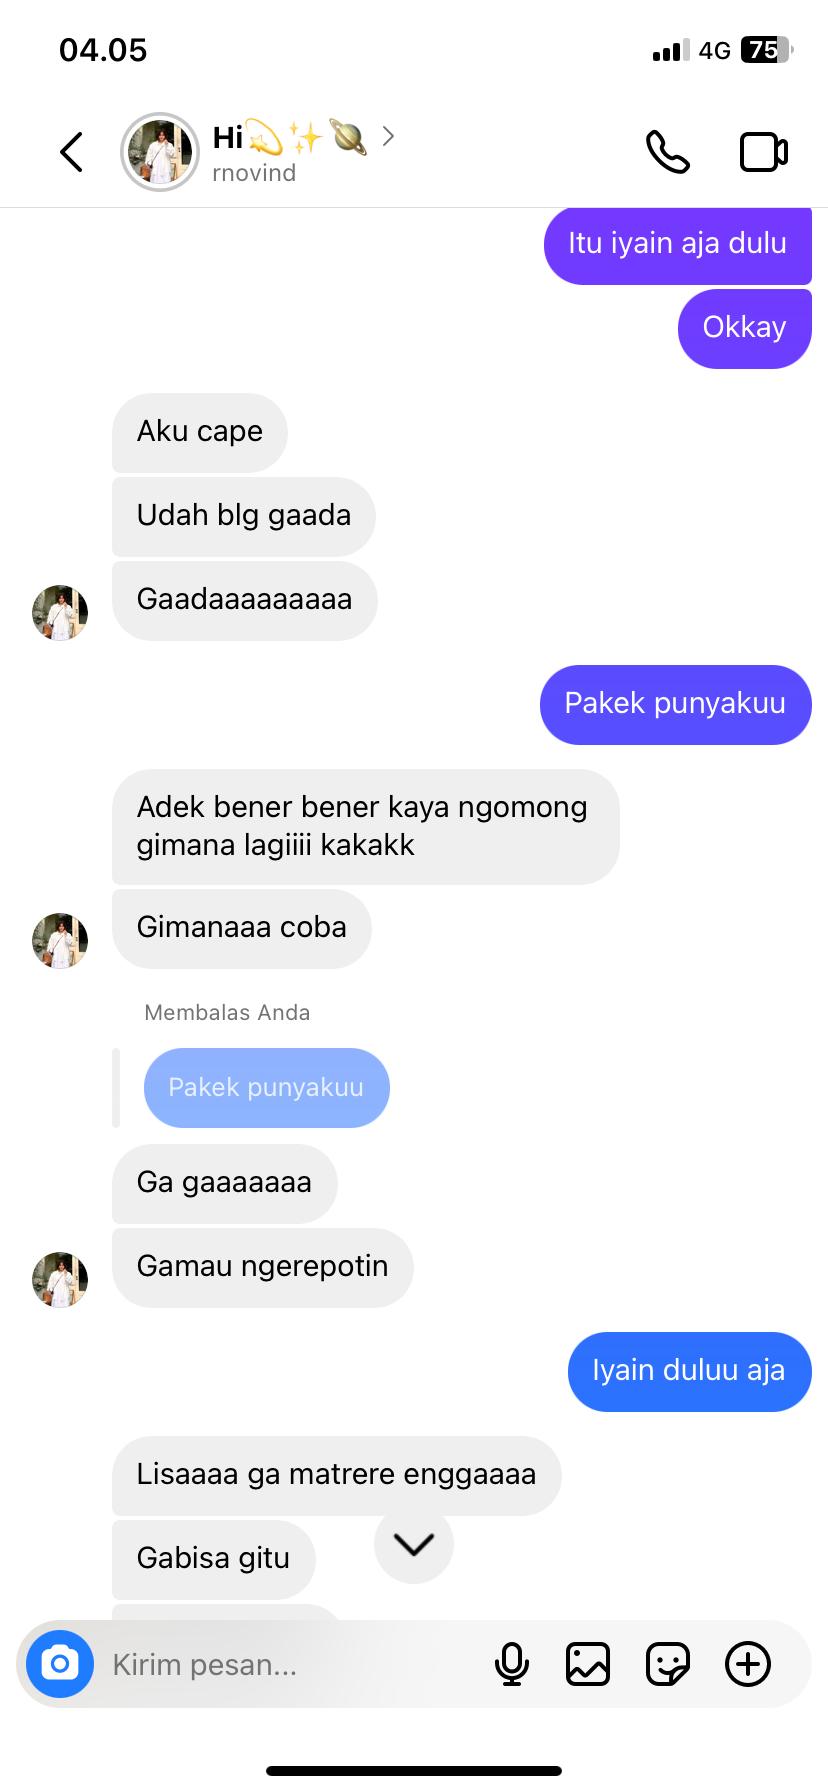 04.05
4G 75
Hi💫✨🪐
rnovind
Itu iyain aja dulu
Okkay
Aku cape
Udah blg gaada
Gaadaaaaaaaaa
Pakek punyakuu
Adek bener bener kaya ngomong
gimana lagiiii kakakk
Gimanaaa coba
Membalas Anda
Pakek punyakuu
Ga gaaaaaaa
Gamau ngerepotin
Iyain duluu aja
Lisaaaa ga matrere enggaaaa
Gabisa gitu
Kirim pesan...